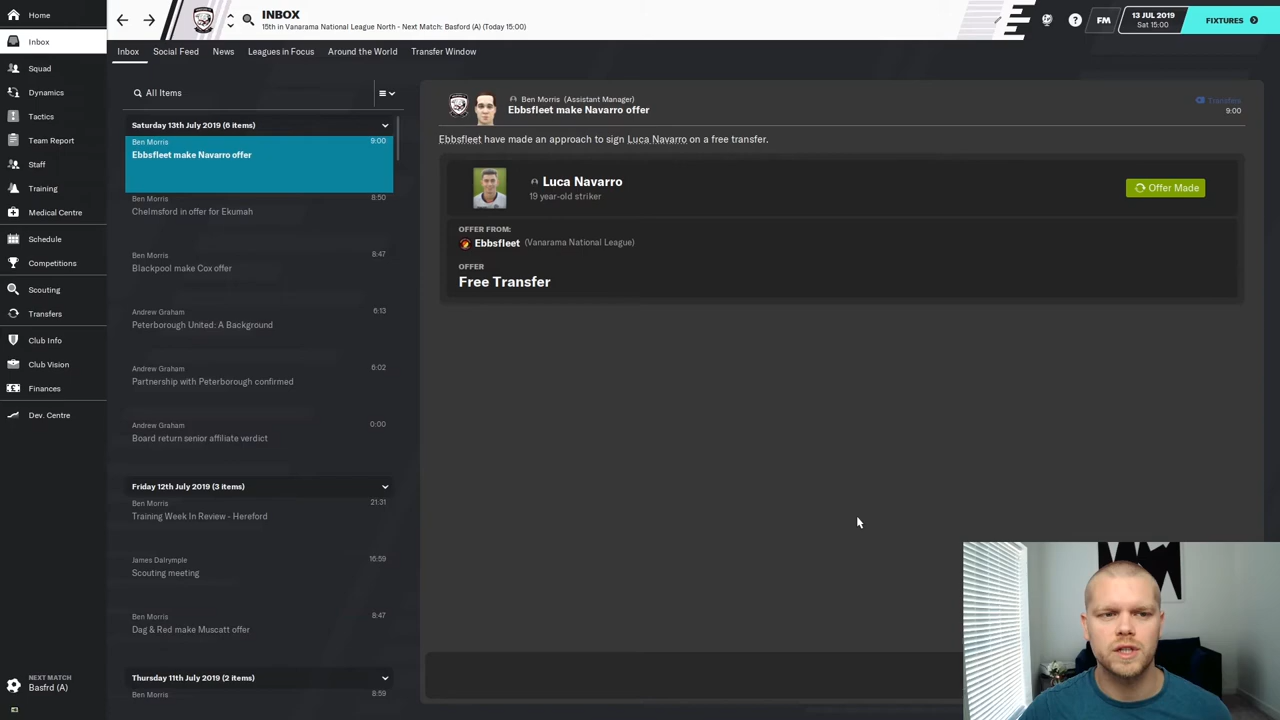 Home
Inbox
Squad
Dynamics
Tactics
Team Report
Staff
Training
Medical Centre
Schedule
Competitions
Scouting
Transfers
Club Info
Club Vision
Finances
Dev. Centre
NEXT MATCH
Basfrd (A)
INBOX
15th in Vanarama National League North - Next Match: Basford (A) (Today 15:00)
FM
13 JUL 2019
Sat 15:00
FIXTURES
Inbox Social Feed News Leagues in Focus Around the World Transfer Window
All Items
Saturday 13th July 2019 (6 items)
Ben Morris 9:00
Ebbsfleet make Navarro offer
Ben Morris 8:50
Chelmsford in offer for Ekumah
Ben Morris 8:47
Blackpool make Cox offer
Andrew Graham 6:13
Peterborough United: A Background
Andrew Graham 6:02
Partnership with Peterborough confirmed
Andrew Graham 0:00
Board return senior affiliate verdict
Friday 12th July 2019 (3 items)
Ben Morris 21:31
Training Week In Review - Hereford
James Dalrymple 16:59
Scouting meeting
Ben Morris 8:47
Dag & Red make Muscatt offer
Thursday 11th July 2019 (2 items)
Ben Morris 8:59
Ben Morris (Assistant Manager)
Ebbsfleet make Navarro offer
Transfers
9:00
Ebbsfleet have made an approach to sign Luca Navarro on a free transfer.
Luca Navarro
19 year-old striker
Offer Made
OFFER FROM:
Ebbsfleet (Vanarama National League)
OFFER
Free Transfer